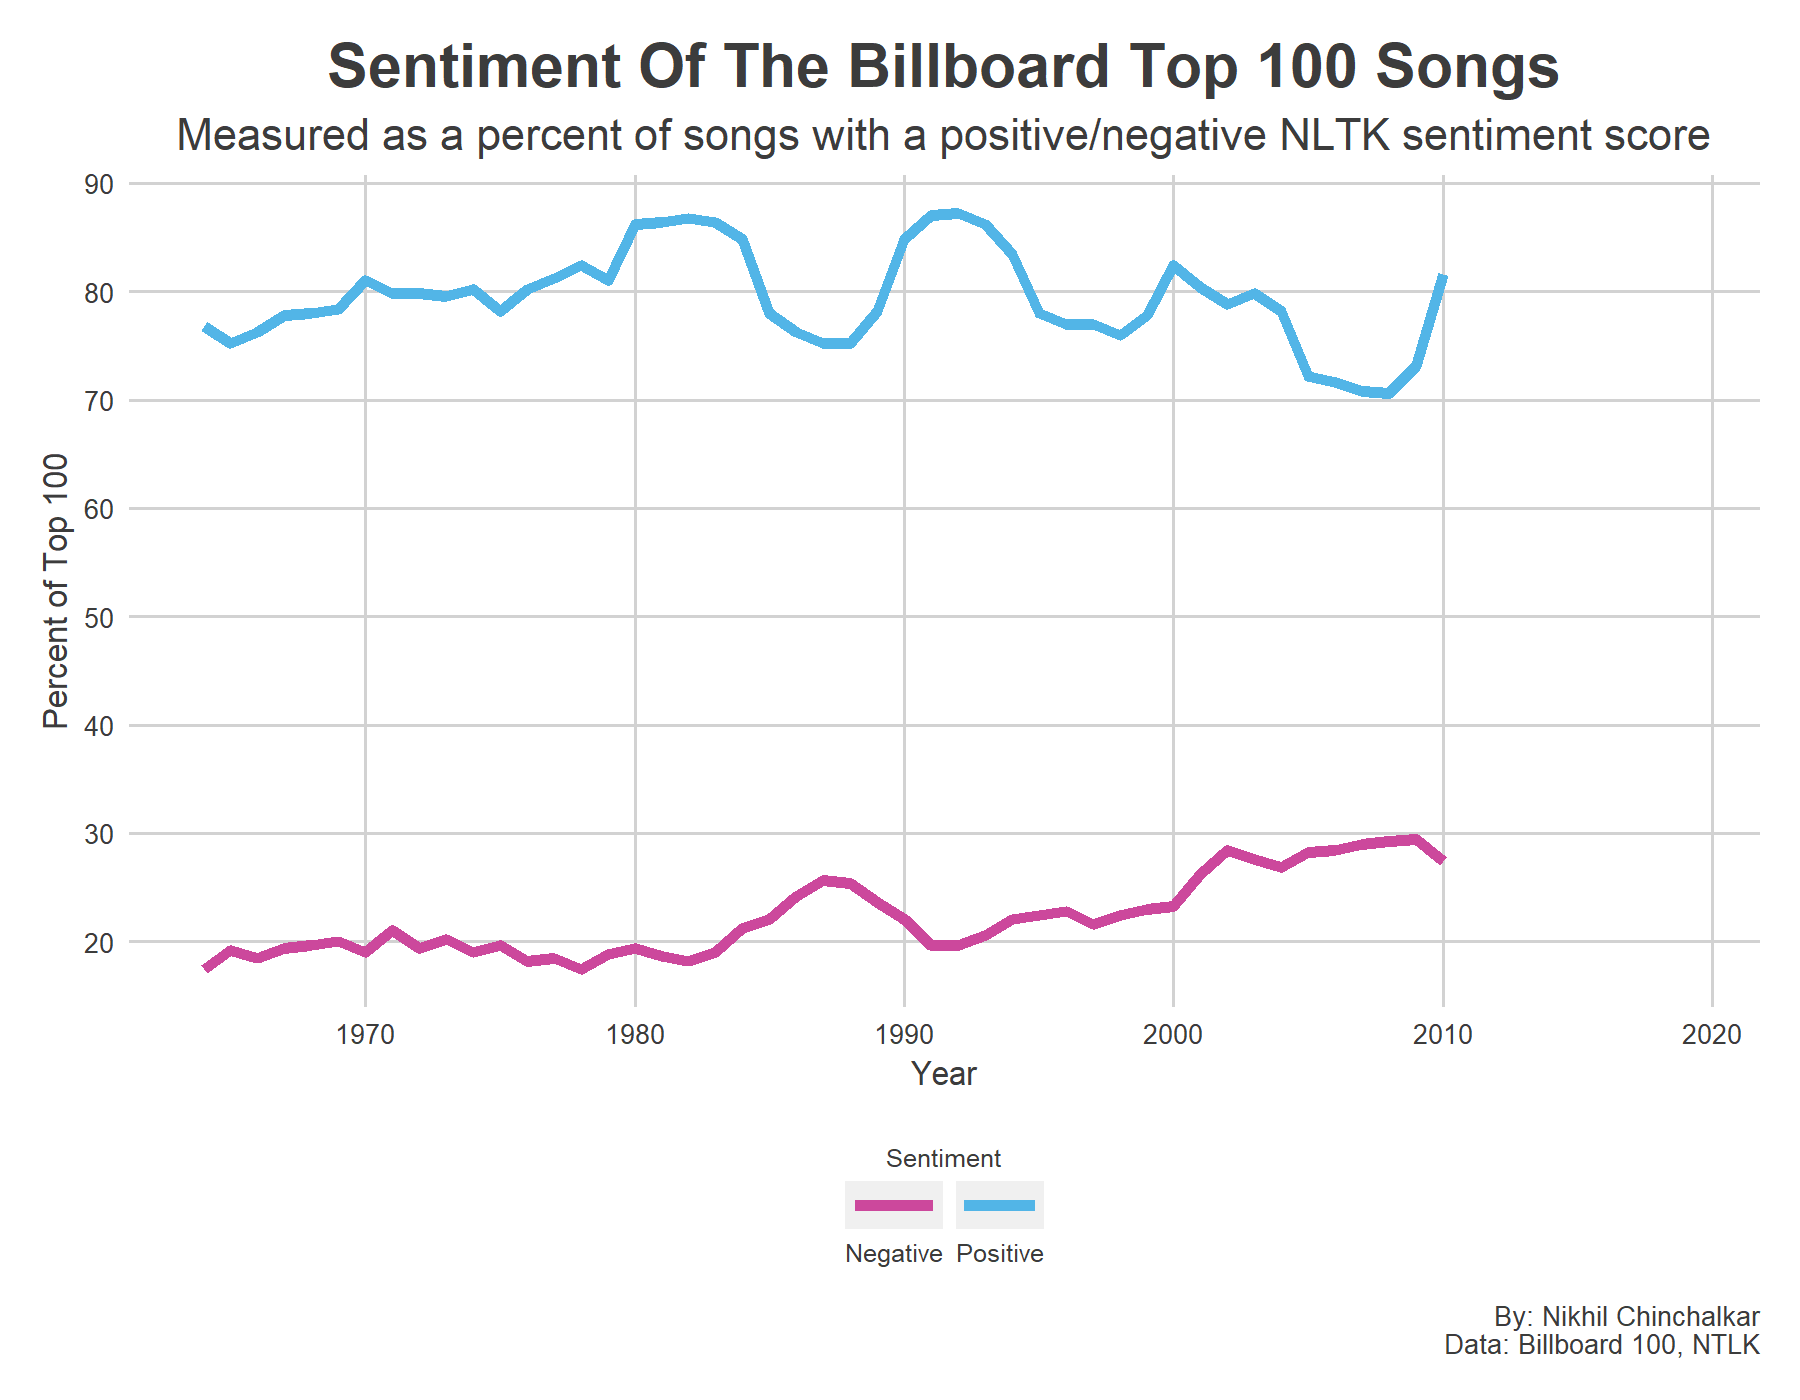 Sentiment Of The Billboard Top 100 Songs
Measured as a percent of songs with a positive/negative NLTK sentiment score
90
80
70
60
50
40
30
20
Percent of Top 100
1970 1980 1990 2000 2010 2020
Year
Sentiment
Negative Positive
By: Nikhil Chinchalkar
Data: Billboard 100, NTLK